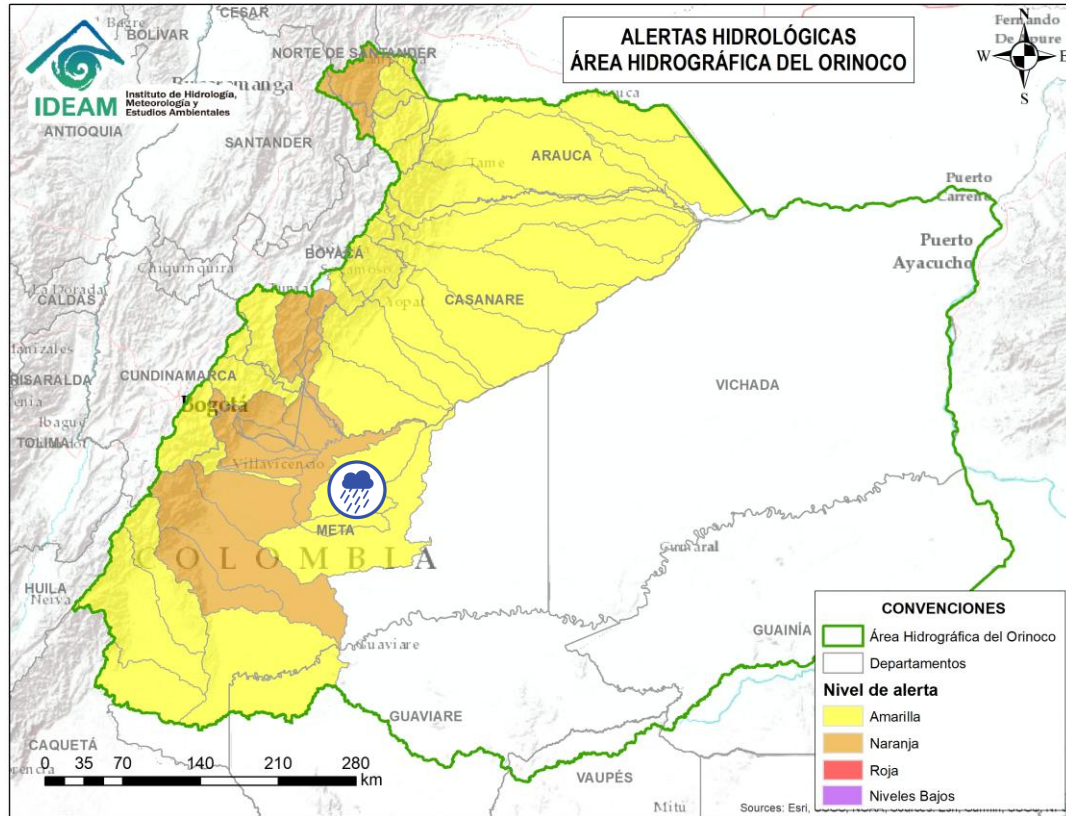 ALERTAS HIDROLÓGICAS
ÁREA HIDROGRÁFICA DEL ORINOCO
N
W
E
S
IDEAM
Instituto de Hidrología,
Meteorología y
Estudios Ambientales
CESAR
Bagre
BOLÍVAR
NORTE DE SANTANDER
Fernando
De Apure
ANTIOQUIA
SANTANDER
ARAUCA
Tame
Puerto
Carreño
Puerto
Ayacucho
BOYACÁ
Chiquinquira
La Dorada
CALDAS
Yopal
CASANARE
VICHADA
CUNDINAMARCA
RISARALDA
Bogotá
Ibagué
TOLIMA
Villavicencio
META
COLOMBIA
HUILA
Neiva
Guaviare
GUAINÍA
GUAVIARE
CAQUETÁ
VAUPÉS
Mitú
0 35 70 140 210 280
km
CONVENCIONES
Área Hidrográfica del Orinoco
Departamentos
Nivel de alerta
Amarilla
Naranja
Roja
Niveles Bajos
Sources: Esri,